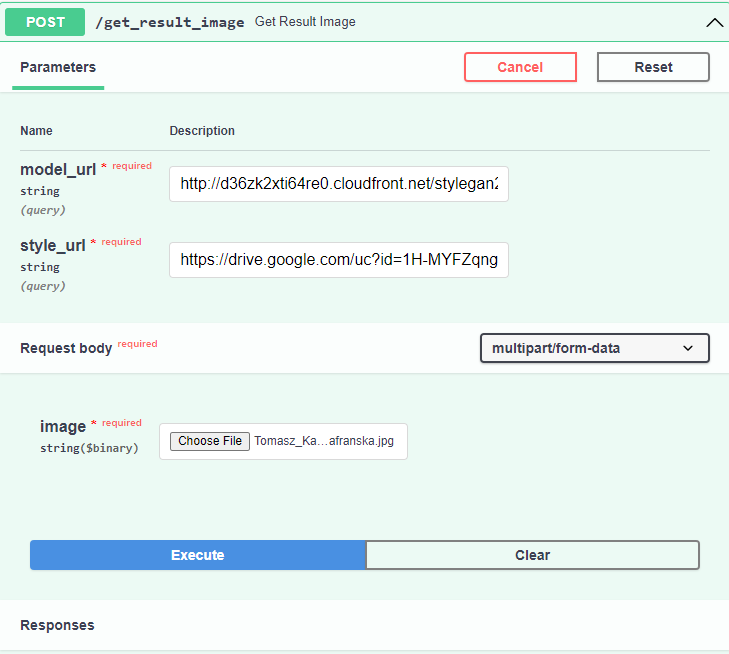 POST /get_result_image Get Result Image
Parameters Cancel Reset
Name Description
model_url * required http://d36zk2xti64re0.cloudfront.net/stylegan2
string
(query)
style_url * required https://drive.google.com/uc?id=1H-MYFZqng
string
(query)
Request body required multipart/form-data
image * required Choose File Tomasz_Ka...afranska.jpg
string($binary)
Execute Clear
Responses